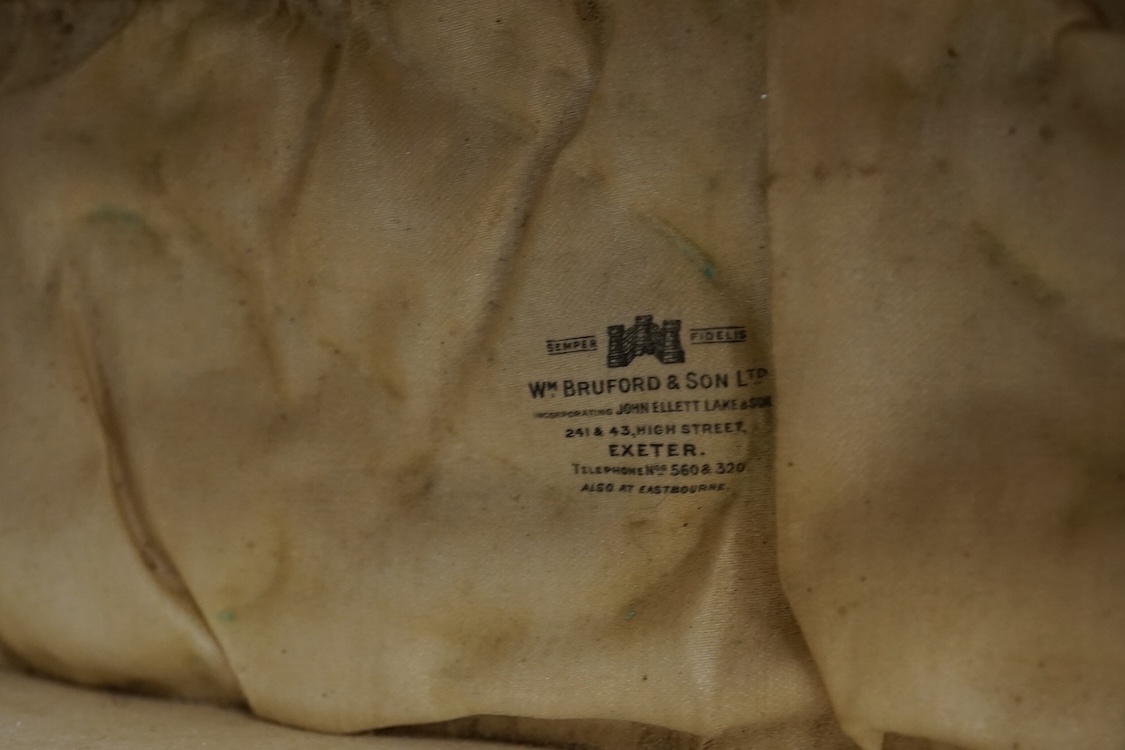 SEMPER FIDELIS
WM. BRUFORD & SON LTD
INCORPORATING JOHN ELLETT LAKE & SON
241 & 43, HIGH STREET,
EXETER.
TELEPHONE NOS 560 & 320
ALSO AT EASTBOURNE.